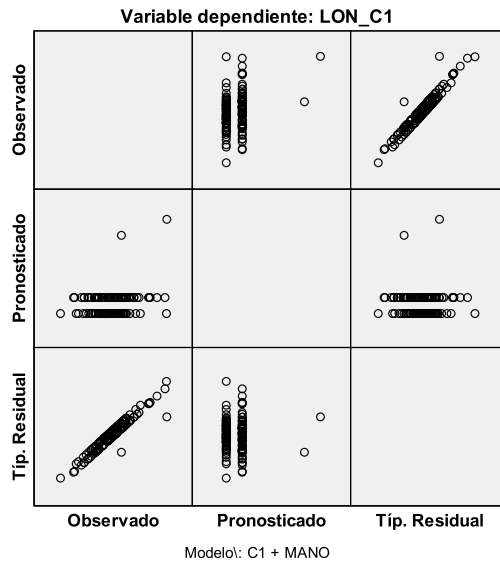 Variable dependiente: LON_C1
Observado
Pronosticado
Típ. Residual
Observado Pronosticado Típ. Residual
Modelo\: C1 + MANO